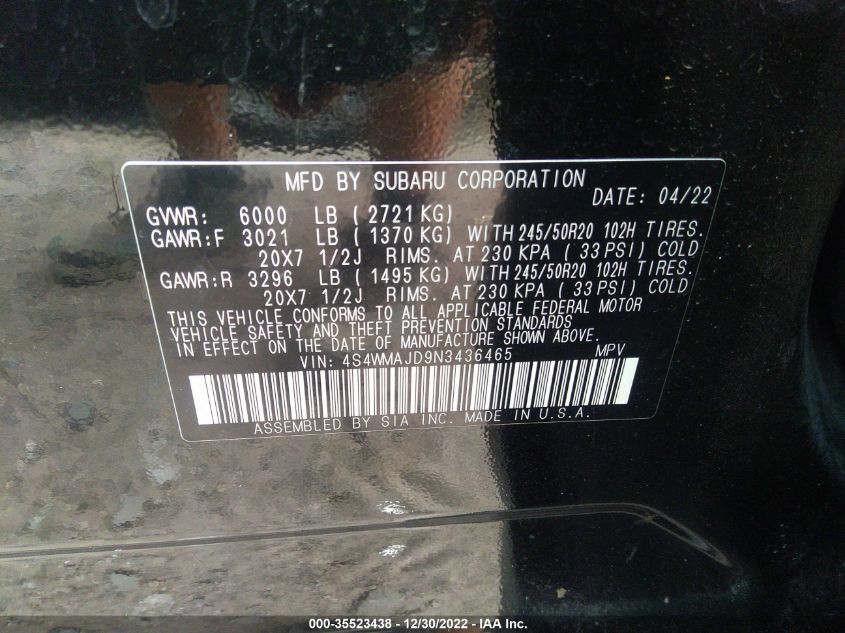 MFD BY SUBARU CORPORATION
DATE: 04/22
GVWR: 6000 LB ( 2721 KG)
GAWR:F 3021 LB ( 1370 KG) WITH 245/50R20 102H TIRES.
20X7 1/2J RIMS. AT 230 KPA ( 33 PSI) COLD
GAWR:R 3296 LB ( 1495 KG) WITH 245/50R20 102H TIRES.
20X7 1/2J RIMS. AT 230 KPA ( 33 PSI) COLD
THIS VEHICLE CONFORMS TO ALL APPLICABLE FEDERAL MOTOR
VEHICLE SAFETY AND THEFT PREVENTION STANDARDS
IN EFFECT ON THE DATE OF MANUFACTURE SHOWN ABOVE.
VIN: 4S4WMAJD9N3436465 MPV
ASSEMBLED BY SIA INC. MADE IN U.S.A.
000-35523438 - 12/30/2022 - IAA Inc.